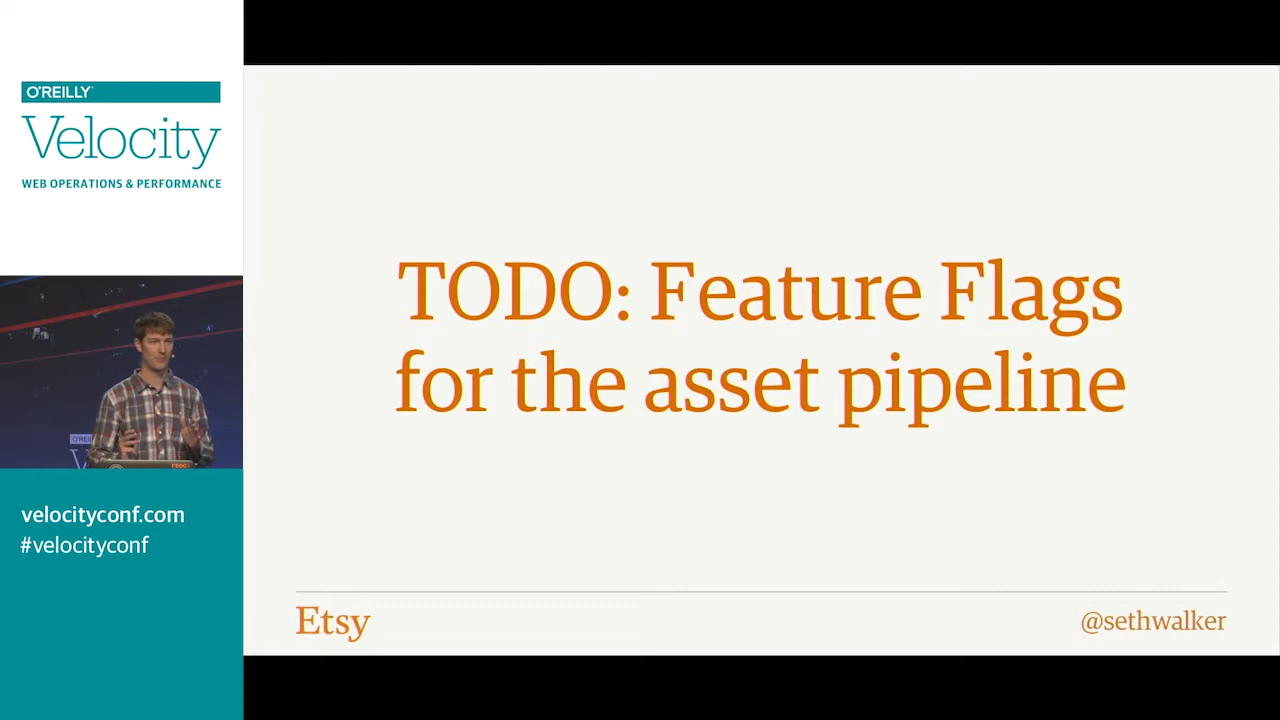 O'REILLY
Velocity
WEB OPERATIONS & PERFORMANCE
TODO: Feature Flags
for the asset pipeline
velocityconf.com
#velocityconf
Etsy
@sethwalker